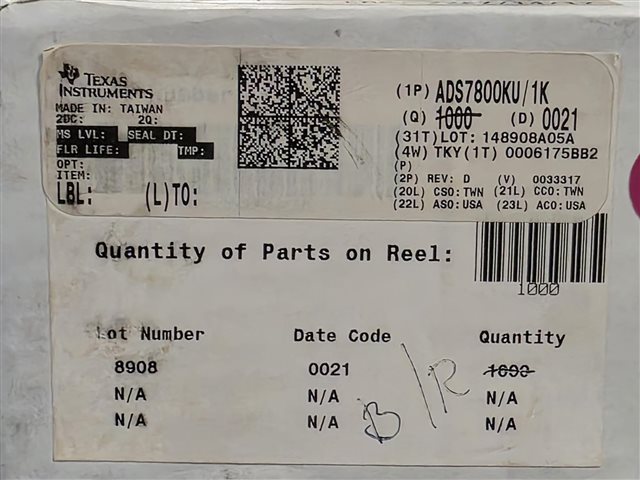 TEXAS
INSTRUMENTS
MADE IN: TAIWAN
2DC: 2Q:
MS LVL: SEAL DT:
FLR LIFE: TMP:
OPT:
ITEM:
LBL: (L)TO:
(1P) ADS7800KU/1K
(Q) 1000 (D) 0021
(31T)LOT: 148908A05A
(4W) TKY(1T) 0006175BB2
(P)
(2P) REV: D (V) 0033317
(20L) CSO:TWN (21L) CCO:TWN
(22L) ASO:USA (23L) ACO:USA
Quantity of Parts on Reel:
1000
Lot Number Date Code Quantity
8908 0021
N/A N/A N/A
N/A N/A N/A
B/R